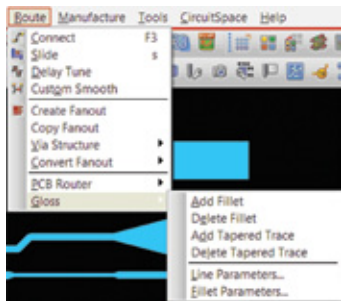 Route Manufacture Tools CircuitSpace Help
Connect F3
Slide s
Delay Tune
Custom Smooth
Create Fanout
Copy Fanout
Via Structure
Convert Fanout
PCB Router
Gloss
Add Fillet
Delete Fillet
Add Tapered Trace
Delete Tapered Trace
Line Parameters...
Fillet Parameters...